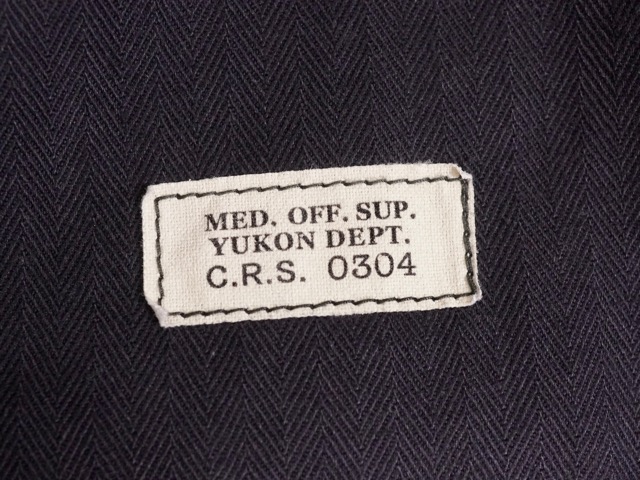 MED. OFF. SUP.
YUKON DEPT.
C.R.S. 0304